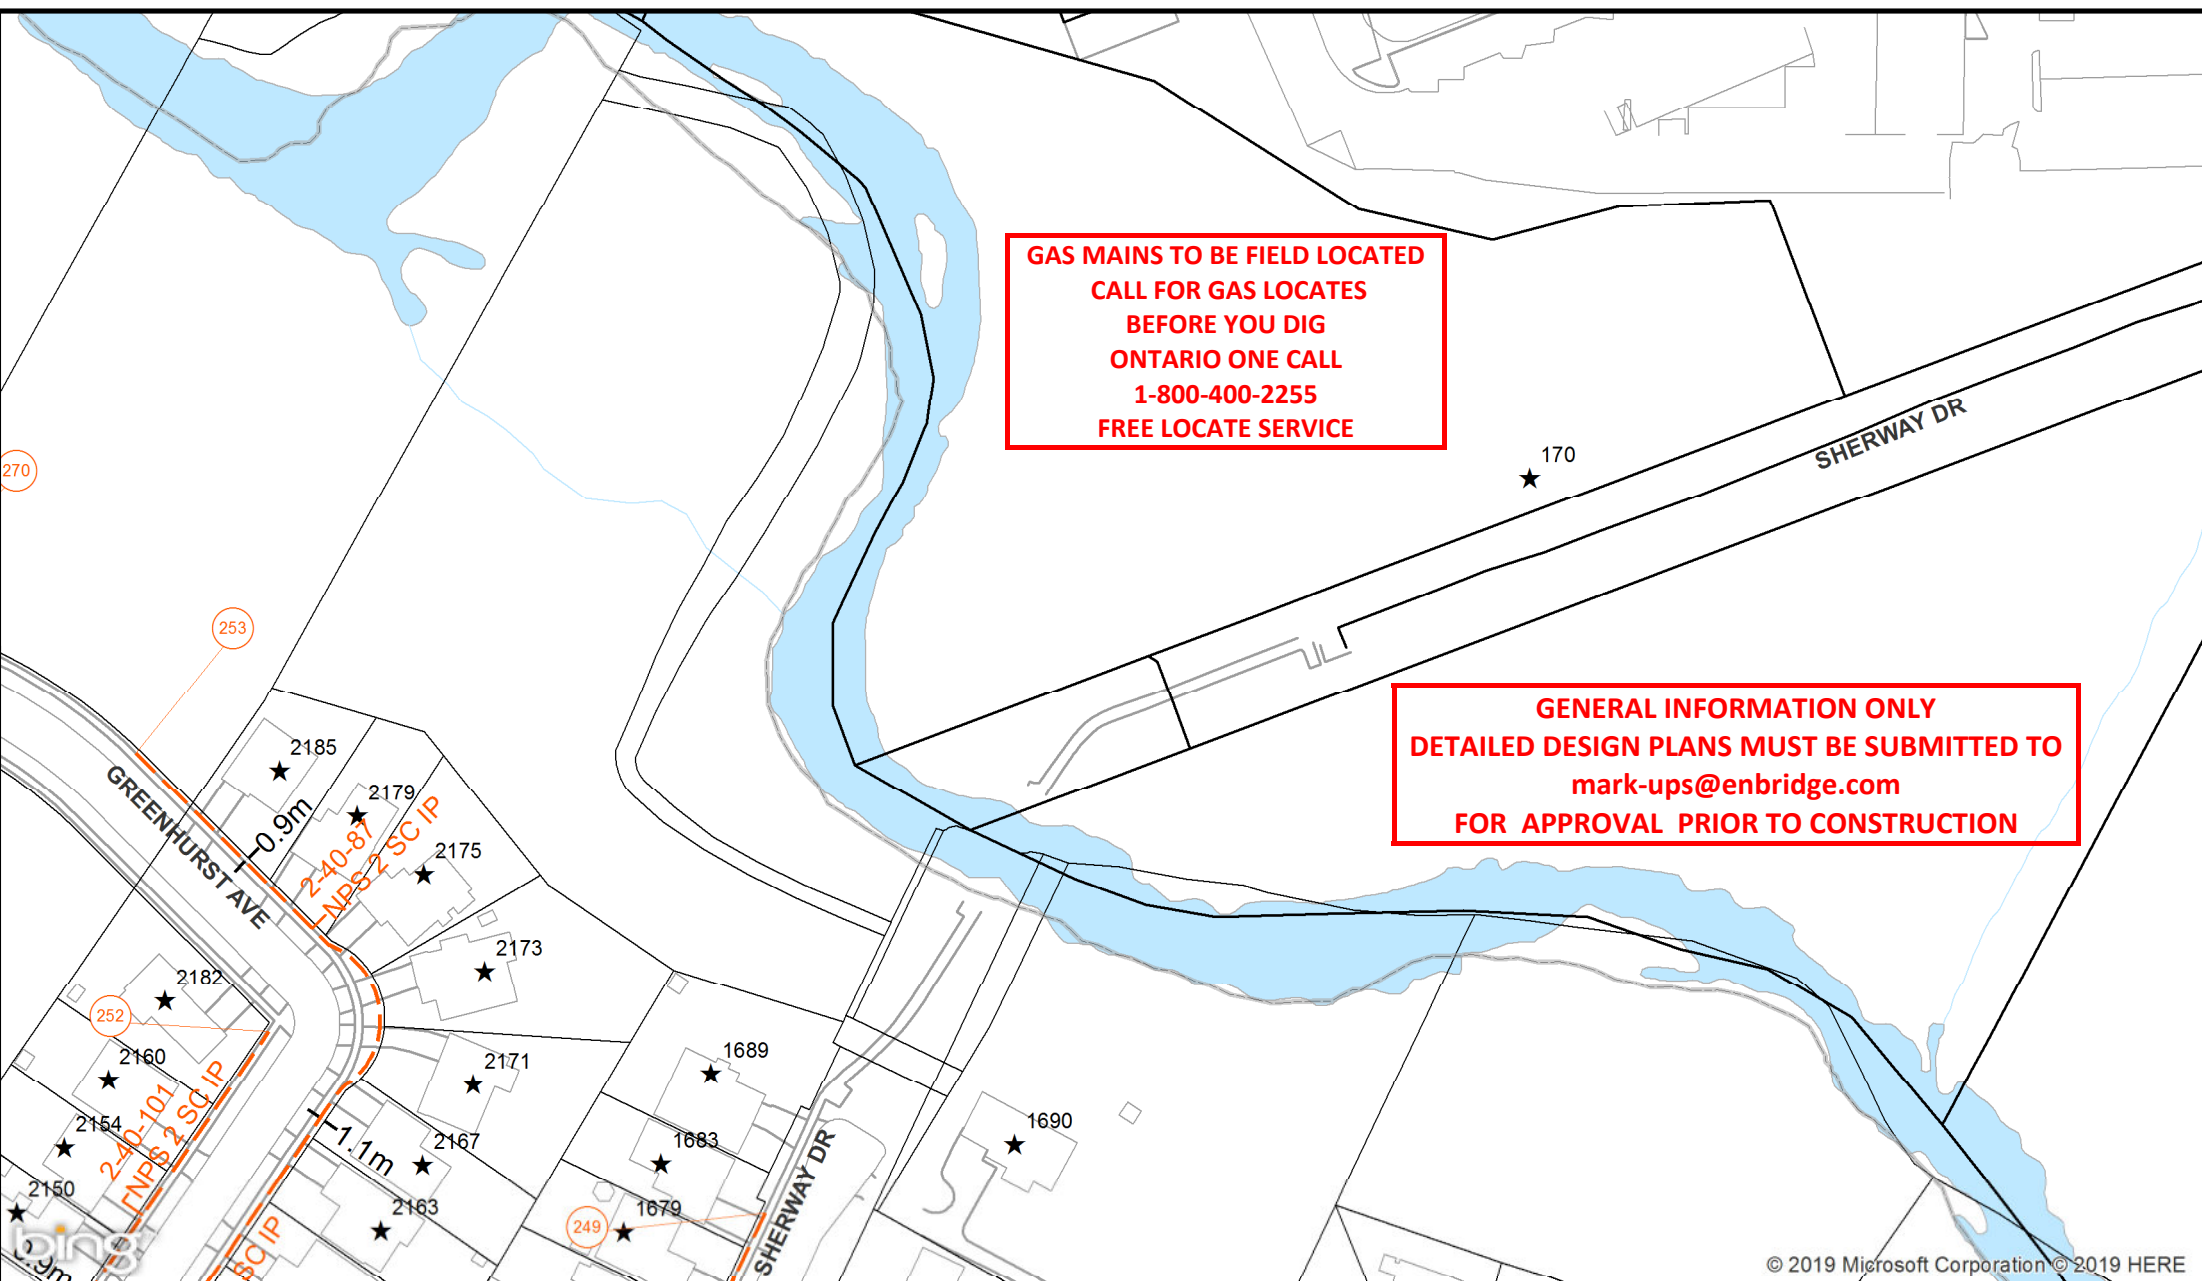 GAS MAINS TO BE FIELD LOCATED
CALL FOR GAS LOCATES
BEFORE YOU DIG
ONTARIO ONE CALL
1-800-400-2255
FREE LOCATE SERVICE
170
SHERWAY DR
270
253
GENERAL INFORMATION ONLY
DETAILED DESIGN PLANS MUST BE SUBMITTED TO
mark-ups@enbridge.com
FOR APPROVAL PRIOR TO CONSTRUCTION
2185
2179
2175
2173
2171
2167
2163
GREENHURST AVE
0.9m
2-40-87
NPS 2 SC IP
2182
252
2160
2154
2150
2-40-101
NPS 2 SC IP
1.1m
SC IP
0.9m
1689
1683
1679
249
SHERWAY DR
1690
bing
© 2019 Microsoft Corporation © 2019 HERE